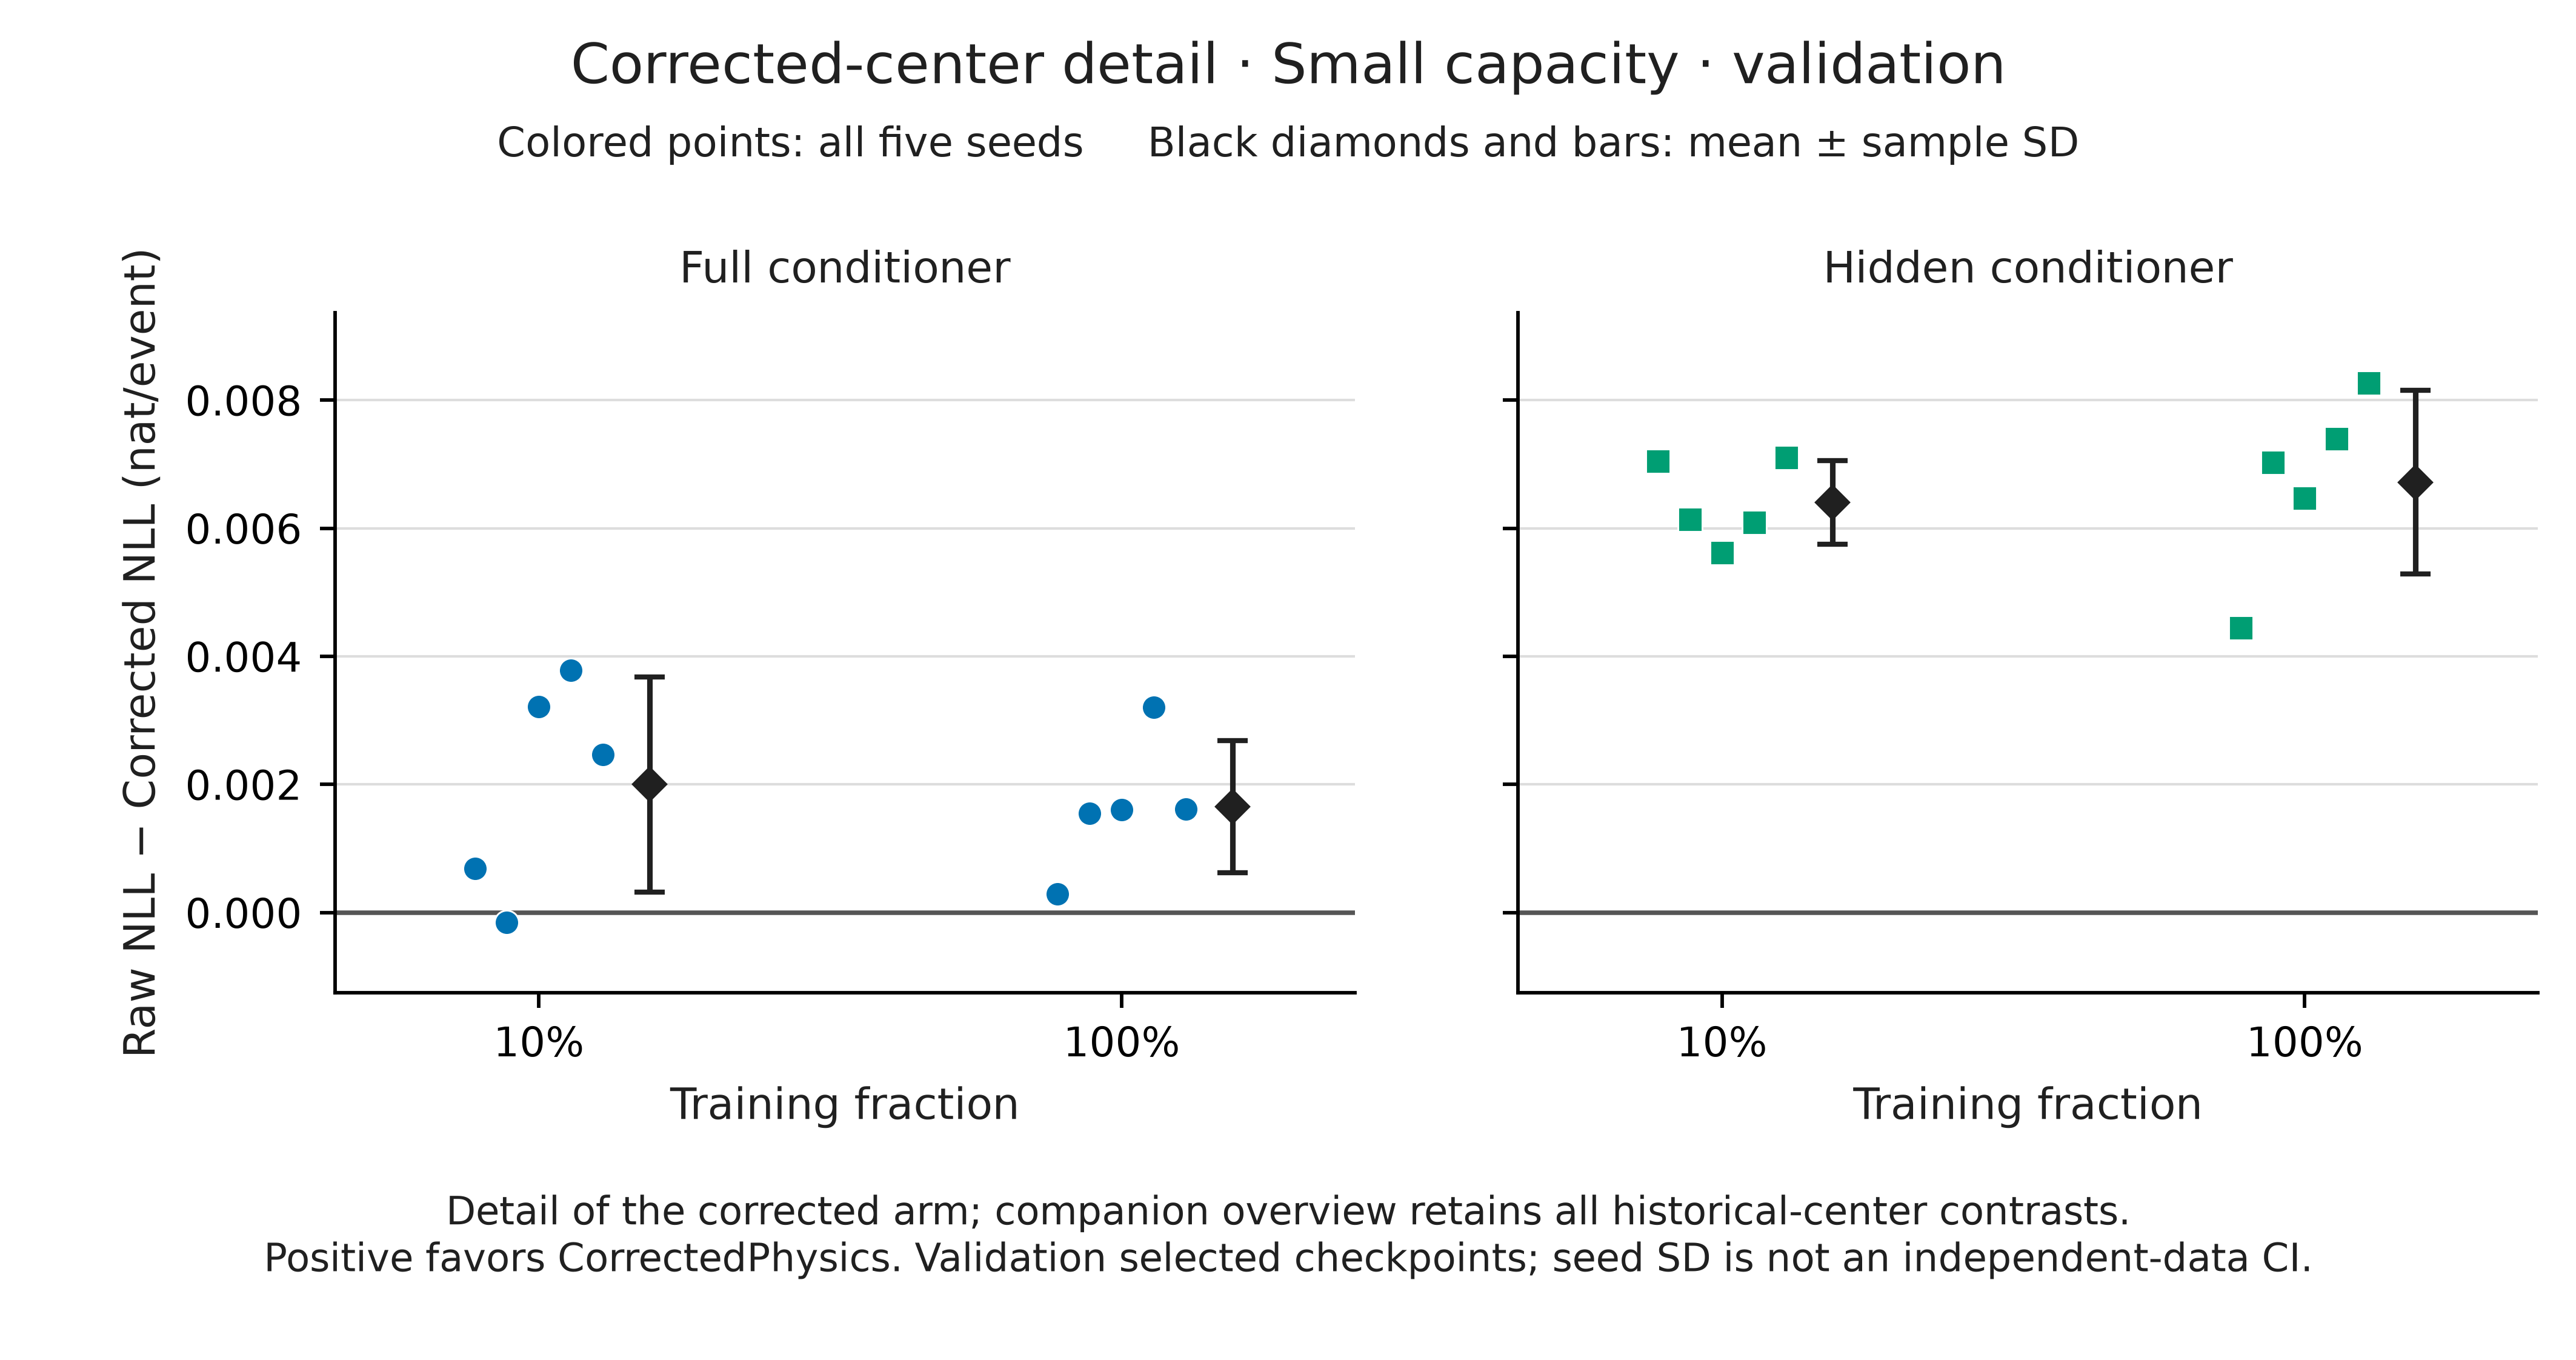 Corrected-center detail · Small capacity · validation
Colored points: all five seeds Black diamonds and bars: mean ± sample SD
Full conditioner
Hidden conditioner
Raw NLL − Corrected NLL (nat/event)
0.008
0.006
0.004
0.002
0.000
10% 100%
10% 100%
Training fraction
Training fraction
Detail of the corrected arm; companion overview retains all historical-center contrasts.
Positive favors CorrectedPhysics. Validation selected checkpoints; seed SD is not an independent-data CI.